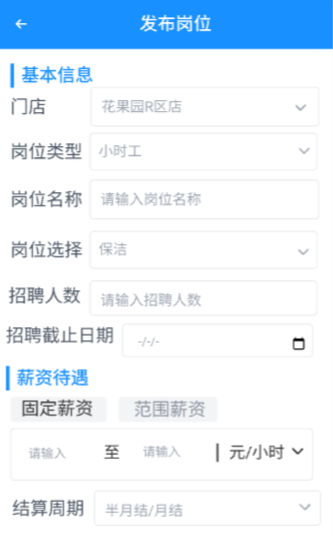 发布岗位
基本信息
门店 花果园R区店
岗位类型 小时工
岗位名称 请输入岗位名称
岗位选择 保洁
招聘人数 请输入招聘人数
招聘截止日期 -/-/-
薪资待遇
固定薪资 范围薪资
请输入 至 请输入 | 元/小时
结算周期 半月结/月结